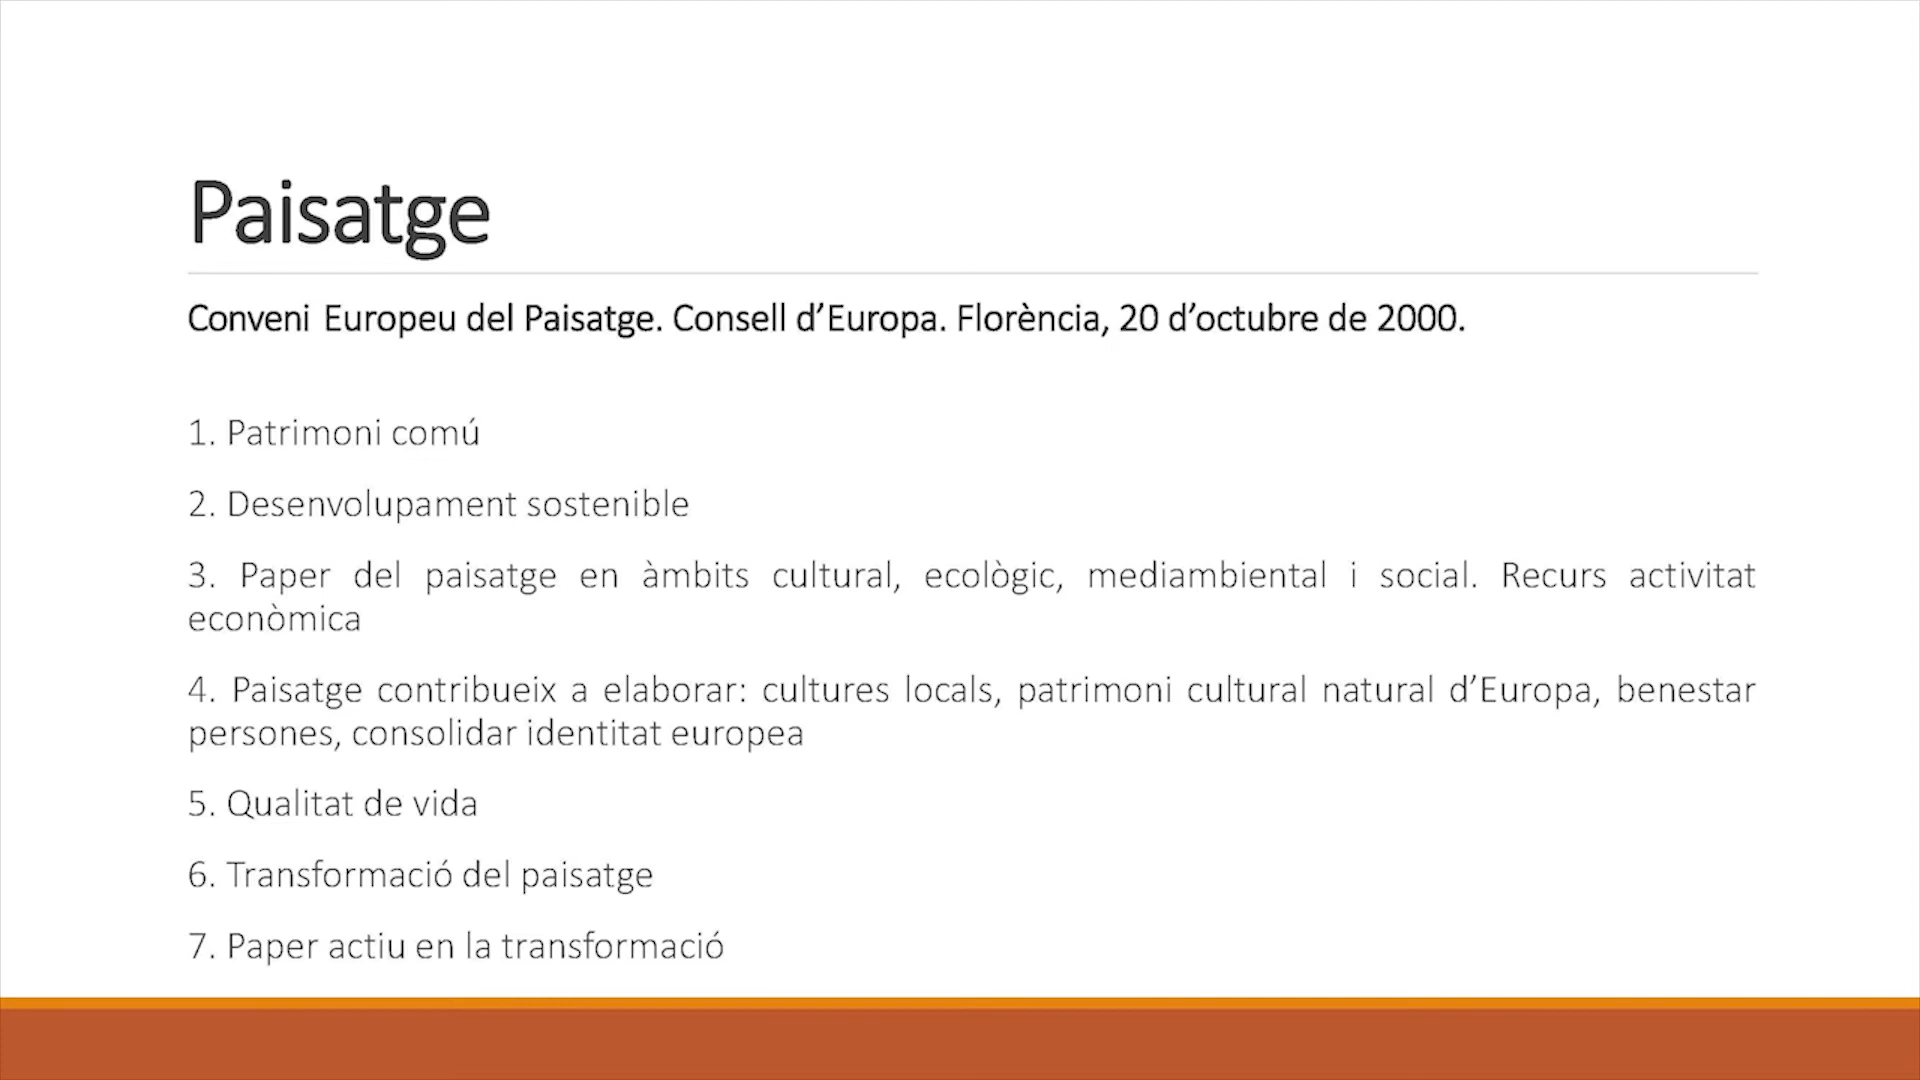 Paisatge
Conveni Europeu del Paisatge. Consell d’Europa. Florència, 20 d’octubre de 2000.
1. Patrimoni comú
2. Desenvolupament sostenible
3. Paper del paisatge en àmbits cultural, ecològic, mediambiental i social. Recurs activitat
econòmica
4. Paisatge contribueix a elaborar: cultures locals, patrimoni cultural natural d’Europa, benestar
persones, consolidar identitat europea
5. Qualitat de vida
6. Transformació del paisatge
7. Paper actiu en la transformació